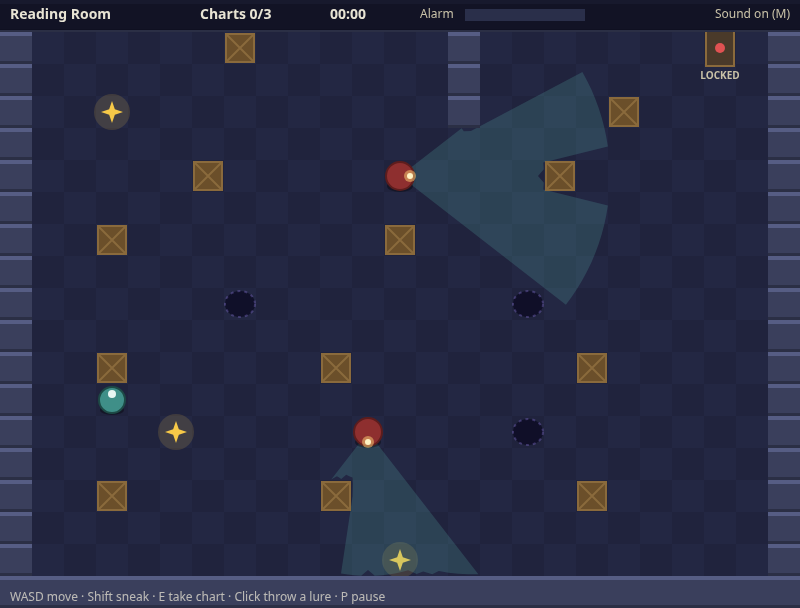 Reading Room
Charts 0/3
00:00
Alarm
Sound on (M)
LOCKED
WASD move · Shift sneak · E take chart · Click throw a lure · P pause